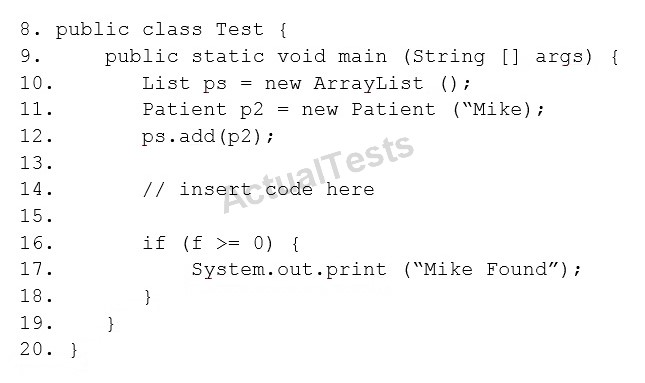 8. public class Test {
9. public static void main (String [] args) {
10. List ps = new ArrayList ();
11. Patient p2 = new Patient (“Mike);
12. ps.add(p2);
13.
14. // insert code here
15.
16. if (f >= 0) {
17. System.out.print (“Mike Found”);
18. }
19. }
20. }
ActualTests